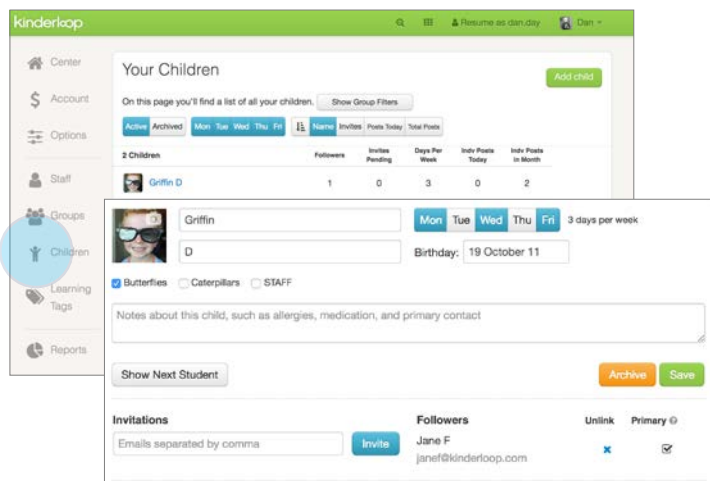 kinderloop
Resume as dan.day Dan
Center
Account
Options
Staff
Groups
Children
Learning
Tags
Reports
Your Children
Add child
On this page you'll find a list of all your children. Show Group Filters
Active Archived Mon Tue Wed Thu Fri Name Invites Posts Today Total Posts
2 Children Followers Invites Pending Days Per Week Indv Posts Today Indv Posts in Month
Griffin D 1 0 3 0 2
Griffin Mon Tue Wed Thu Fri 3 days per week
D Birthday: 19 October 11
Butterflies Caterpillars STAFF
Notes about this child, such as allergies, medication, and primary contact
Show Next Student Archive Save
Invitations Followers Unlink Primary
Emails separated by comma Invite Jane F
janef@kinderloop.com